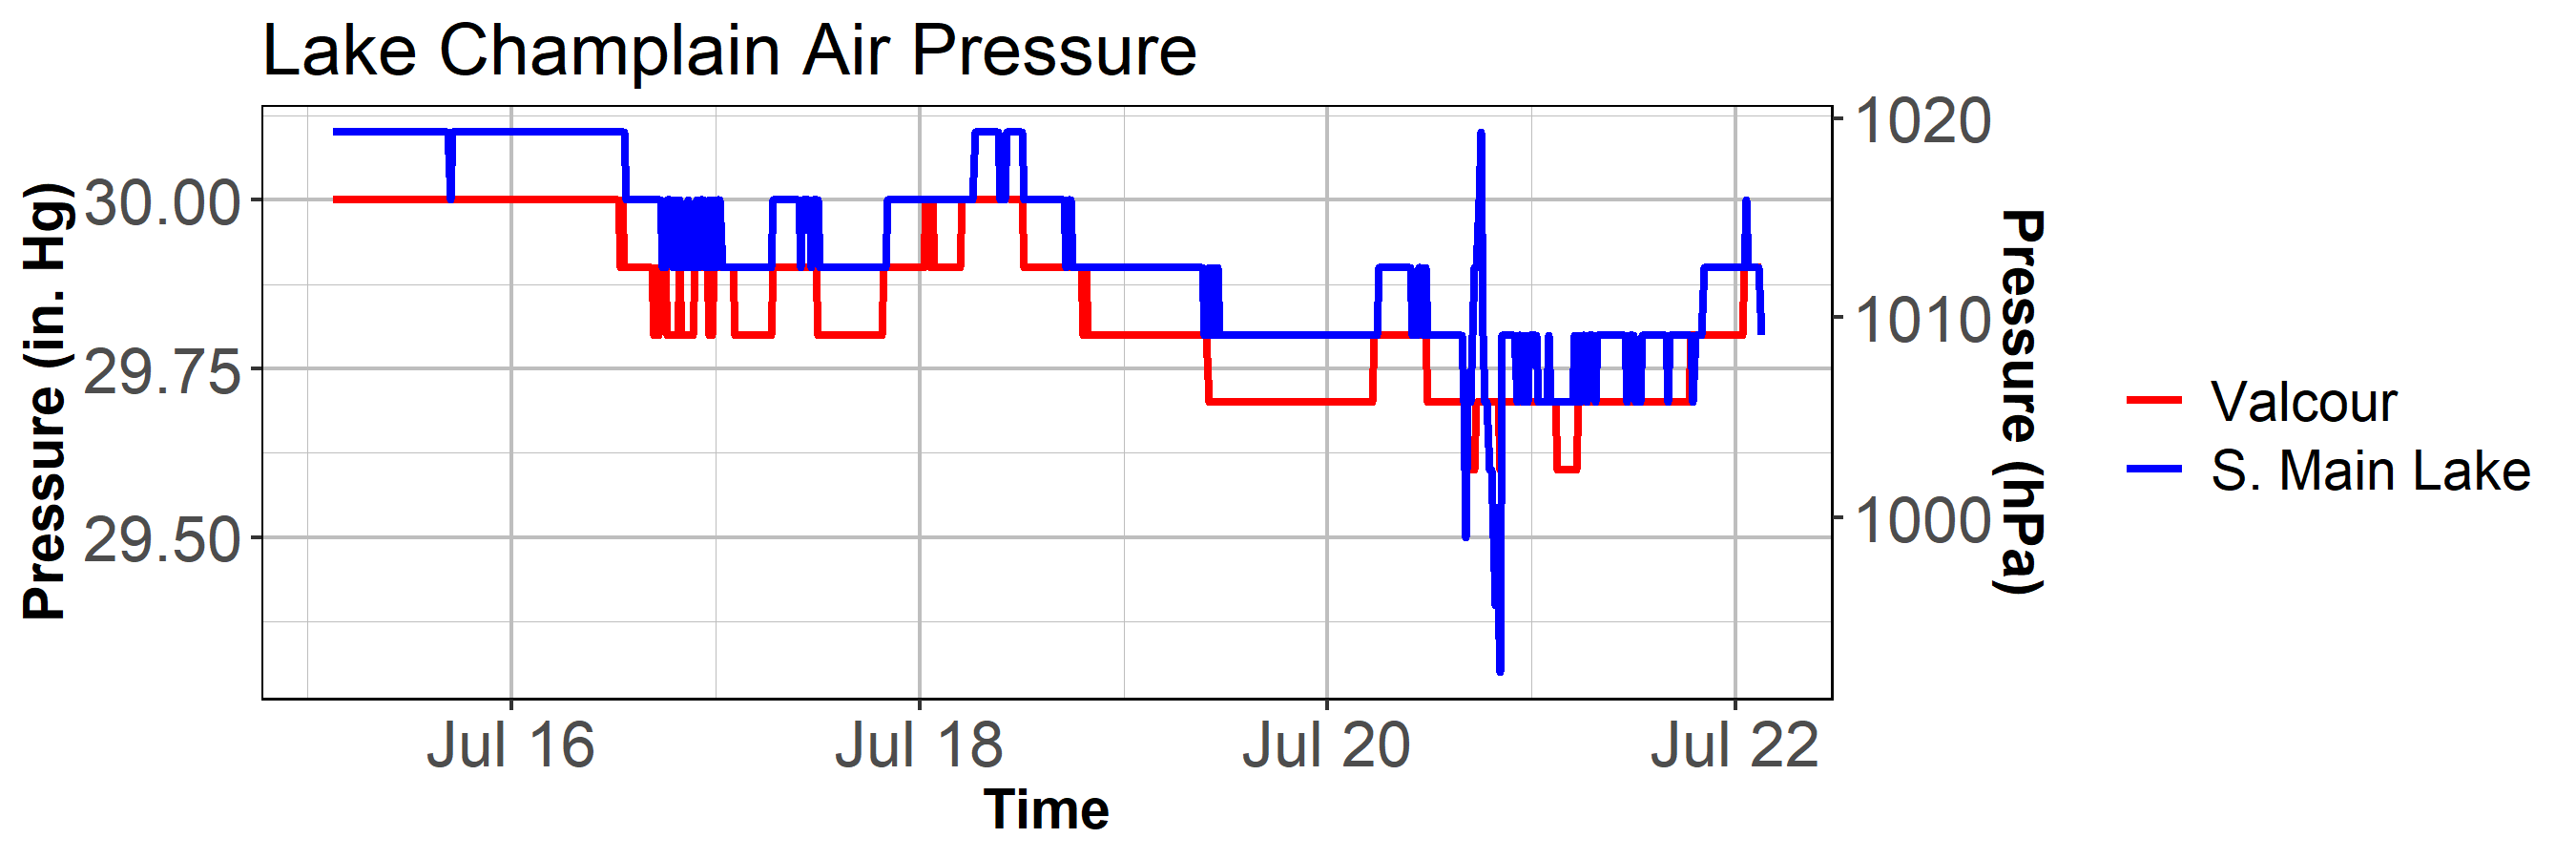 Lake Champlain Air Pressure
Pressure (in. Hg)
30.00
29.75
29.50
1020
1010
1000
Pressure (hPa)
Valcour
S. Main Lake
Jul 16
Jul 18
Jul 20
Jul 22
Time